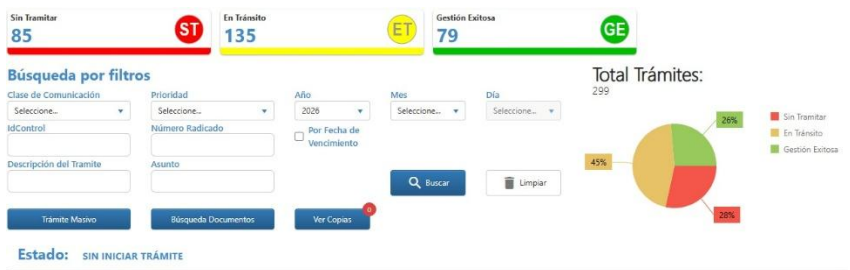 Sin Tramitar
85
ST
En Tránsito
135
ET
Gestión Exitosa
79
GE
Búsqueda por filtros
Clase de Comunicación
Prioridad
Año
Mes
Día
Seleccione...
Seleccione...
2026
Seleccione...
Seleccione...
IdControl
Número Radicado
Por Fecha de
Vencimiento
Descripción del Tramite
Asunto
Buscar
Limpiar
Trámite Masivo
Búsqueda Documentos
Ver Copias
0
Estado: SIN INICIAR TRÁMITE
Total Trámites:
299
26%
45%
28%
Sin Tramitar
En Tránsito
Gestión Exitosa